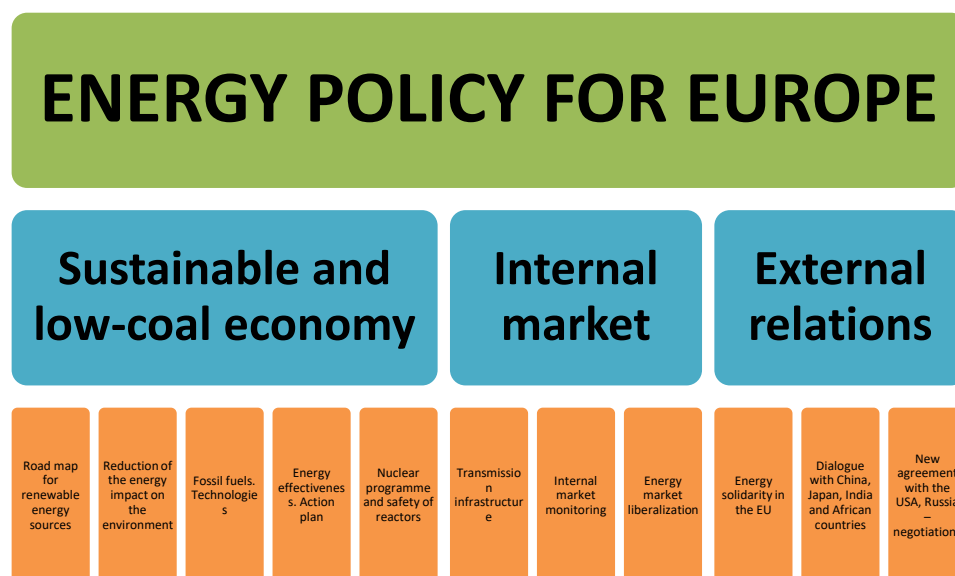 ENERGY POLICY FOR EUROPE
Sustainable and
low-coal economy
Internal
market
External
relations
Road map
for
renewable
energy
sources
Reduction of
the energy
impact on
the
environment
Fossil fuels.
Technologie
s
Energy
effectivenes
s. Action
plan
Nuclear
programme
and safety of
reactors
Transmissio
n
infrastructur
e
Internal
market
monitoring
Energy
market
liberalization
Energy
solidarity in
the EU
Dialogue
with China,
Japan, India
and African
countries
New
agreement
with the
USA, Russia
–
negotiation